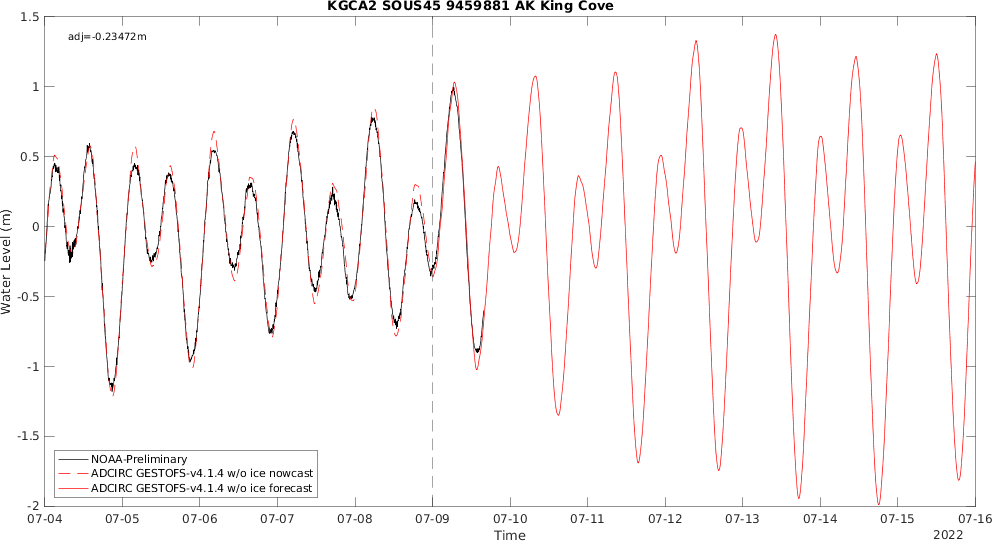 KGCA2 SOUS45 9459881 AK King Cove
adj=-0.23472m
Water Level (m)
1.5
1
0.5
0
-0.5
-1
-1.5
-2
NOAA-Preliminary
ADCIRC GESTOFS-v4.1.4 w/o ice nowcast
ADCIRC GESTOFS-v4.1.4 w/o ice forecast
07-04 07-05 07-06 07-07 07-08 07-09 07-10 07-11 07-12 07-13 07-14 07-15 07-16
Time
2022